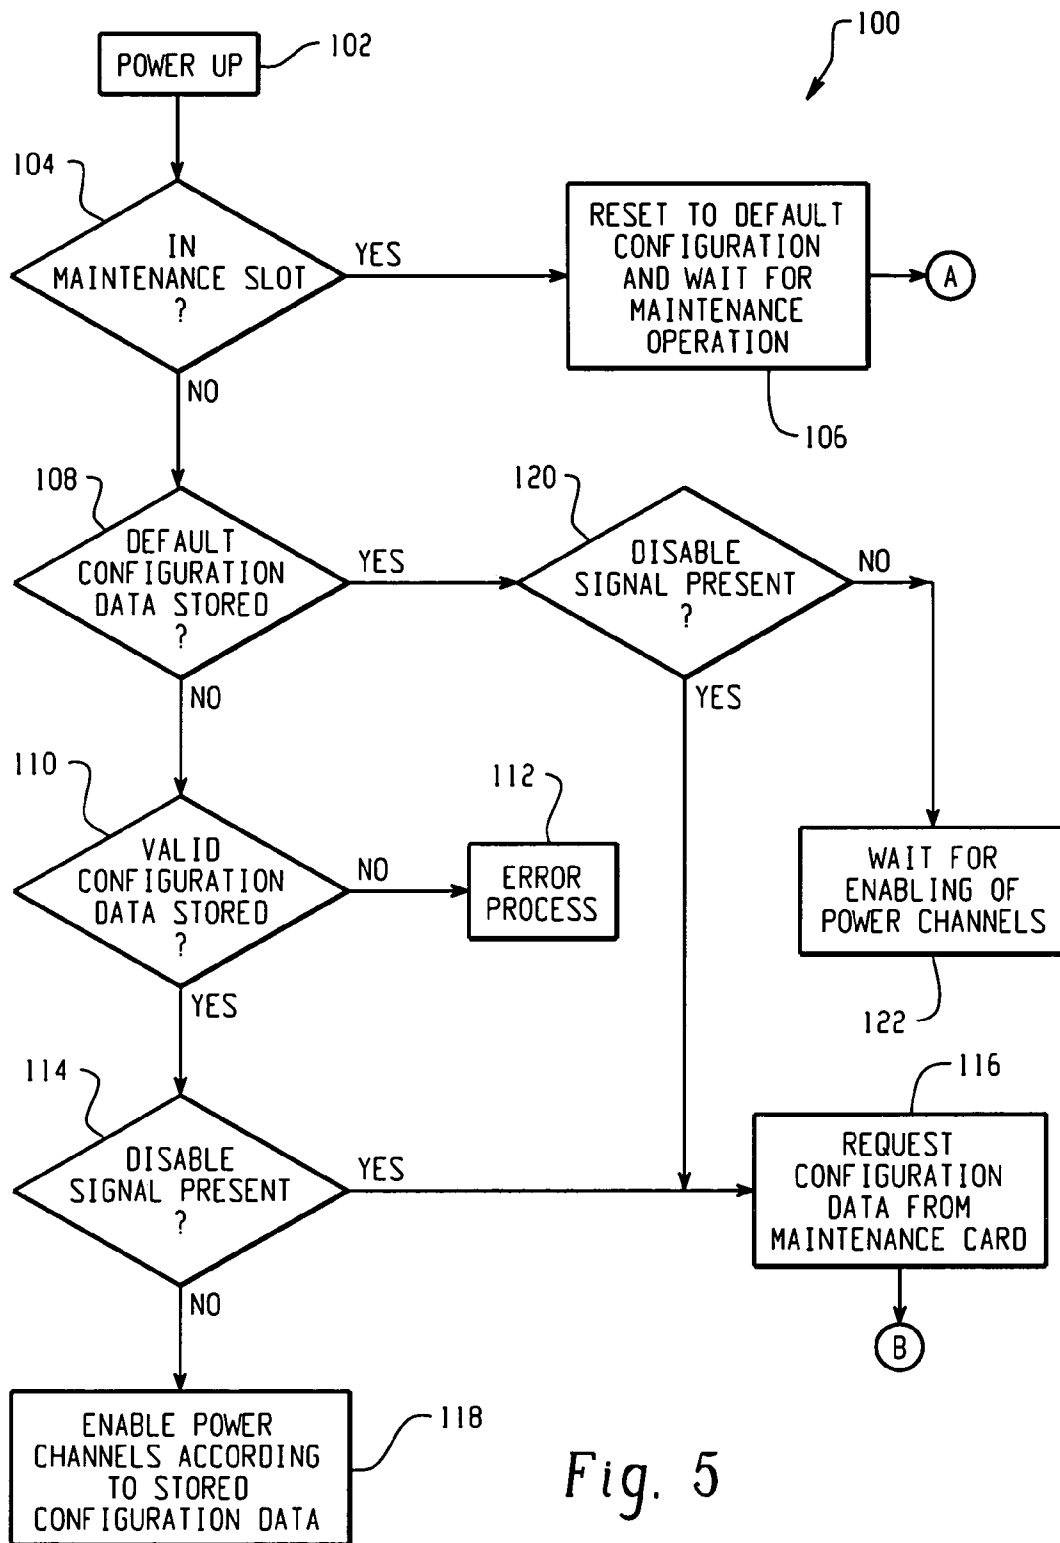 100
POWER UP
102
104
IN
MAINTENANCE SLOT
?
YES
NO
RESET TO DEFAULT
CONFIGURATION
AND WAIT FOR
MAINTENANCE
OPERATION
A
106
108
DEFAULT
CONFIGURATION
DATA STORED
?
YES
NO
120
DISABLE
SIGNAL PRESENT
?
NO
YES
110
VALID
CONFIGURATION
DATA STORED
?
NO
YES
112
ERROR
PROCESS
WAIT FOR
ENABLING OF
POWER CHANNELS
122
114
DISABLE
SIGNAL PRESENT
?
YES
NO
116
REQUEST
CONFIGURATION
DATA FROM
MAINTENANCE CARD
B
ENABLE POWER
CHANNELS ACCORDING
TO STORED
CONFIGURATION DATA
118
Fig. 5